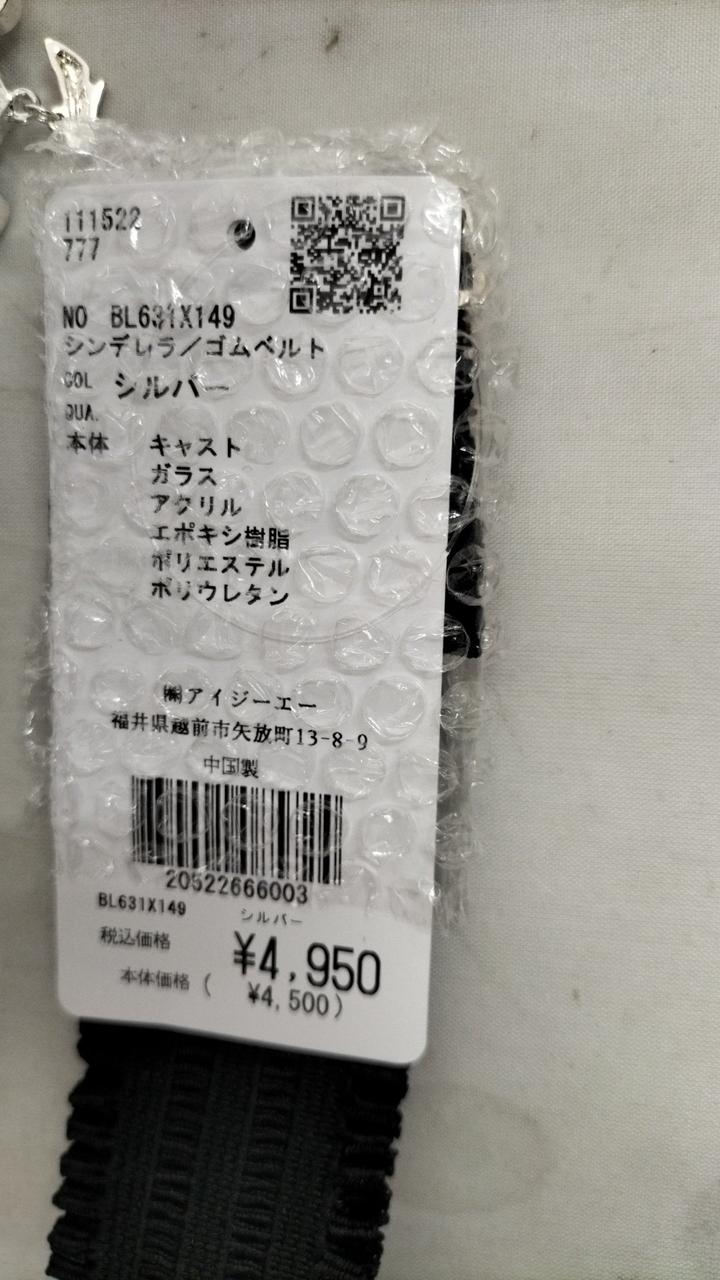 111522
777
NO BL631X149
シンデレラ/ゴムベルト
COL シルバー
QUA.
本体 キャスト
ガラス
アクリル
エポキシ樹脂
ポリエステル
ポリウレタン
㈱アイジーエー
福井県越前市矢放町13-8-9
中国製
20522666003
BL631X149 シルバー
税込価格 ¥4,950
本体価格( ¥4,500)